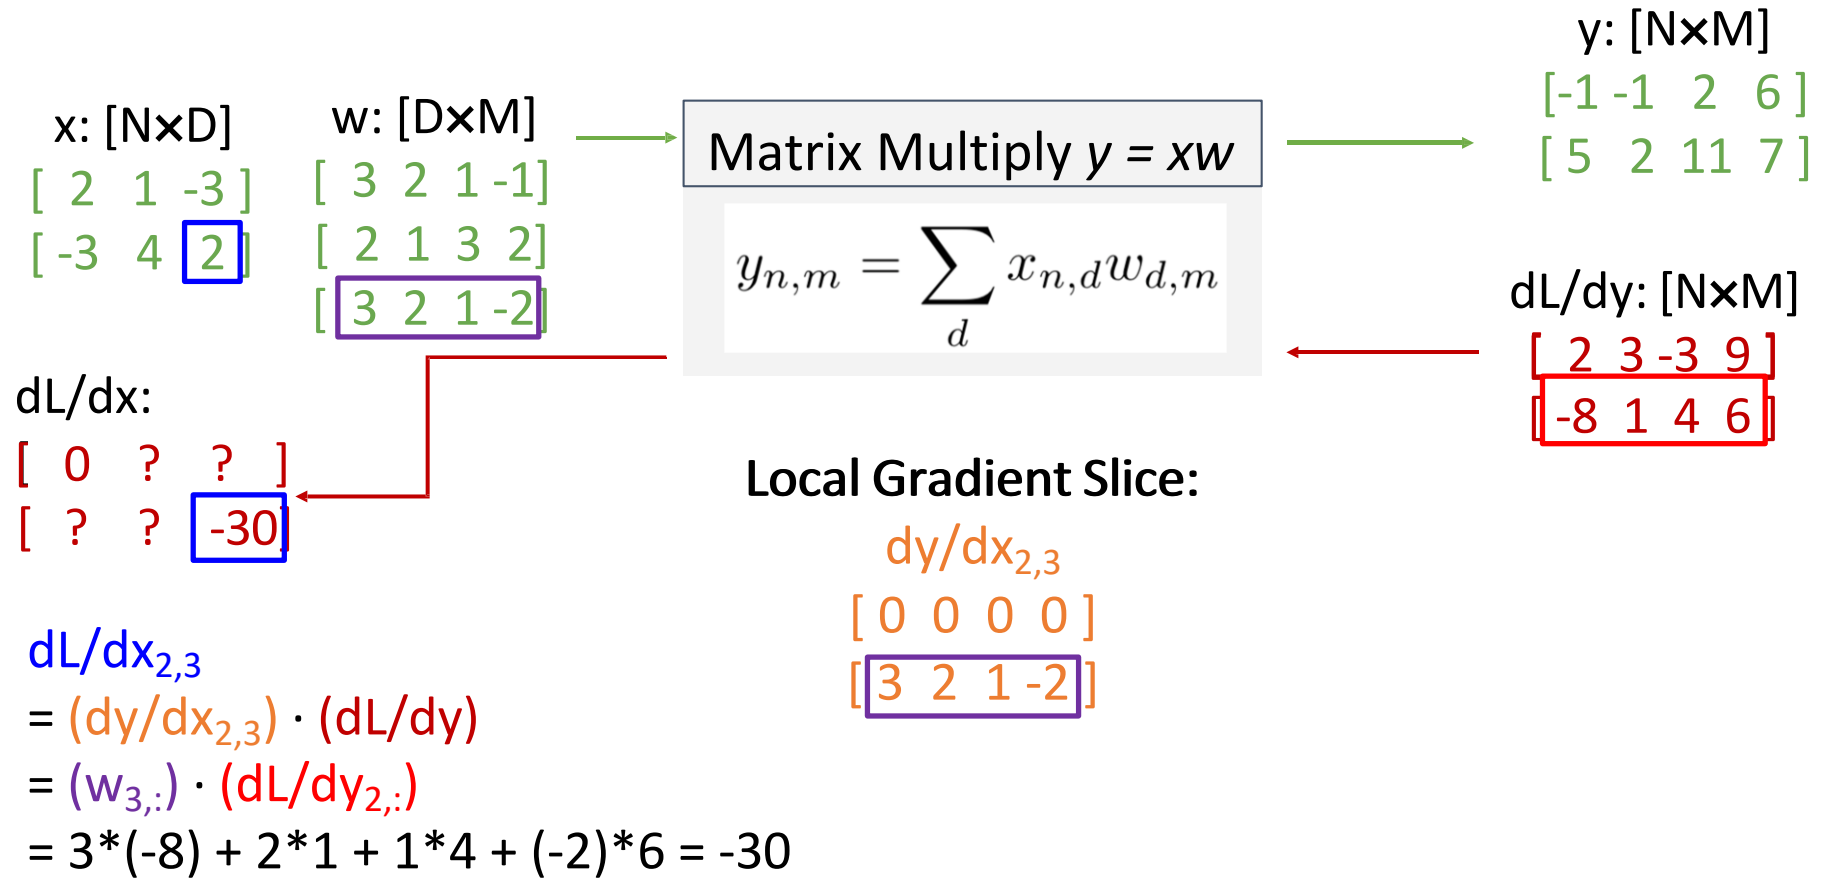 x: [N×D]
[ 2 1 -3 ]
[ -3 4 2 ]
w: [D×M]
[ 3 2 1 -1]
[ 2 1 3 2]
[ 3 2 1 -2]
Matrix Multiply y = xw
y_{n,m} = \sum_{d} x_{n,d} w_{d,m}
y: [N×M]
[-1 -1 2 6 ]
[ 5 2 11 7 ]
dL/dy: [N×M]
[ 2 3 -3 9 ]
[ -8 1 4 6 ]
dL/dx:
[ 0 ? ? ]
[ ? ? -30]
Local Gradient Slice:
dy/dx_{2,3}
[ 0 0 0 0 ]
[ 3 2 1 -2 ]
dL/dx_{2,3}
= (dy/dx_{2,3}) · (dL/dy)
= (w_{3,:}) · (dL/dy_{2,:})
= 3*(-8) + 2*1 + 1*4 + (-2)*6 = -30